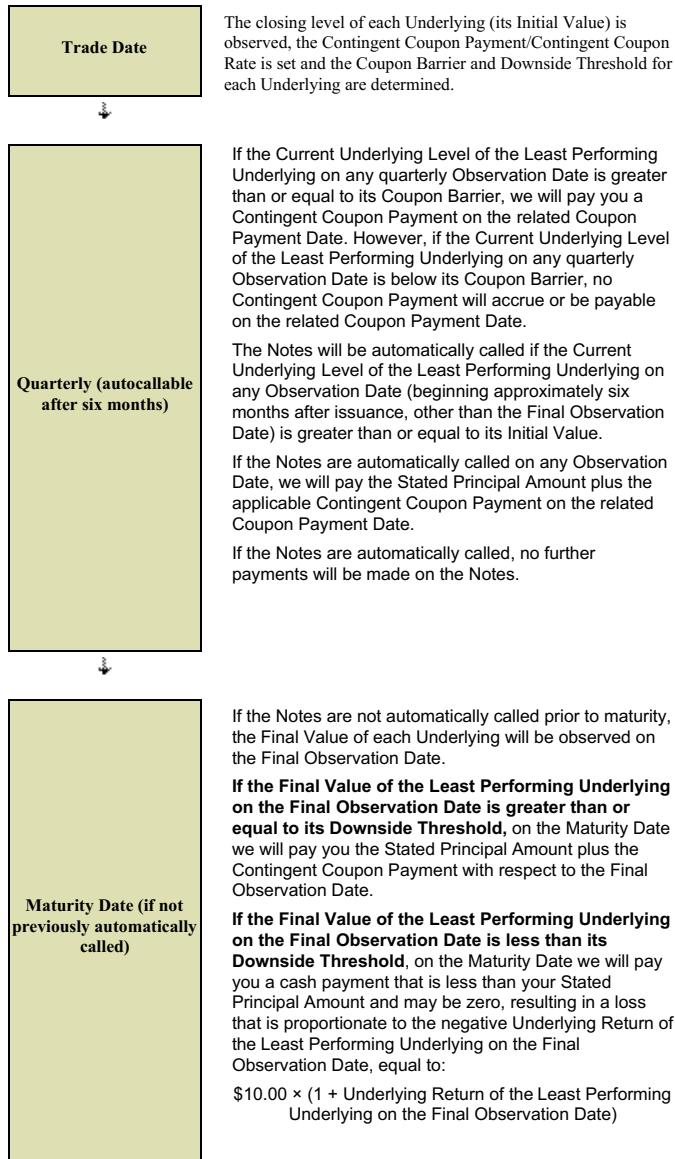 Trade Date
The closing level of each Underlying (its Initial Value) is
observed, the Contingent Coupon Payment/Contingent Coupon
Rate is set and the Coupon Barrier and Downside Threshold for
each Underlying are determined.
Quarterly (autocallable
after six months)
If the Current Underlying Level of the Least Performing
Underlying on any quarterly Observation Date is greater
than or equal to its Coupon Barrier, we will pay you a
Contingent Coupon Payment on the related Coupon
Payment Date. However, if the Current Underlying Level
of the Least Performing Underlying on any quarterly
Observation Date is below its Coupon Barrier, no
Contingent Coupon Payment will accrue or be payable
on the related Coupon Payment Date.
The Notes will be automatically called if the Current
Underlying Level of the Least Performing Underlying on
any Observation Date (beginning approximately six
months after issuance, other than the Final Observation
Date) is greater than or equal to its Initial Value.
If the Notes are automatically called on any Observation
Date, we will pay the Stated Principal Amount plus the
applicable Contingent Coupon Payment on the related
Coupon Payment Date.
If the Notes are automatically called, no further
payments will be made on the Notes.
Maturity Date (if not
previously automatically
called)
If the Notes are not automatically called prior to maturity,
the Final Value of each Underlying will be observed on
the Final Observation Date.
If the Final Value of the Least Performing Underlying
on the Final Observation Date is greater than or
equal to its Downside Threshold, on the Maturity Date
we will pay you the Stated Principal Amount plus the
Contingent Coupon Payment with respect to the Final
Observation Date.
If the Final Value of the Least Performing Underlying
on the Final Observation Date is less than its
Downside Threshold, on the Maturity Date we will pay
you a cash payment that is less than your Stated
Principal Amount and may be zero, resulting in a loss
that is proportionate to the negative Underlying Return of
the Least Performing Underlying on the Final
Observation Date, equal to:
$10.00 × (1 + Underlying Return of the Least Performing
Underlying on the Final Observation Date)